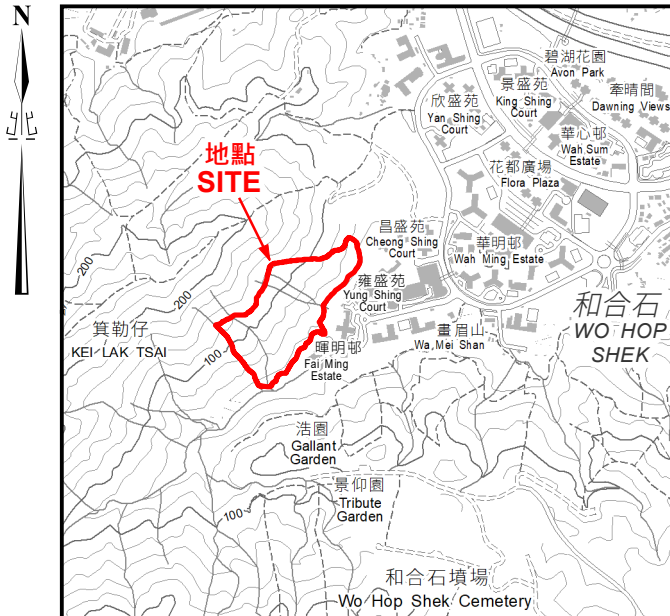 N
碧湖花園
Avon Park
景盛苑
King Shing
Court
牽晴間
Dawning Views
欣盛苑
Yan Shing
Court
華心邨
Wah Sum
Estate
花都廣場
Flora Plaza
地點
SITE
昌盛苑
Cheong Shing
Court
華明邨
Wah Ming Estate
200
200
雍盛苑
Yung Shing
Court
和合石
WO HOP
SHEK
箕勒仔
KEI LAK TSAI
100
畫眉山
Wa Mei Shan
暉明邨
Fai Ming
Estate
浩園
Gallant
Garden
景仰園
Tribute
Garden
100
和合石墳場
Wo Hop Shek Cemetery